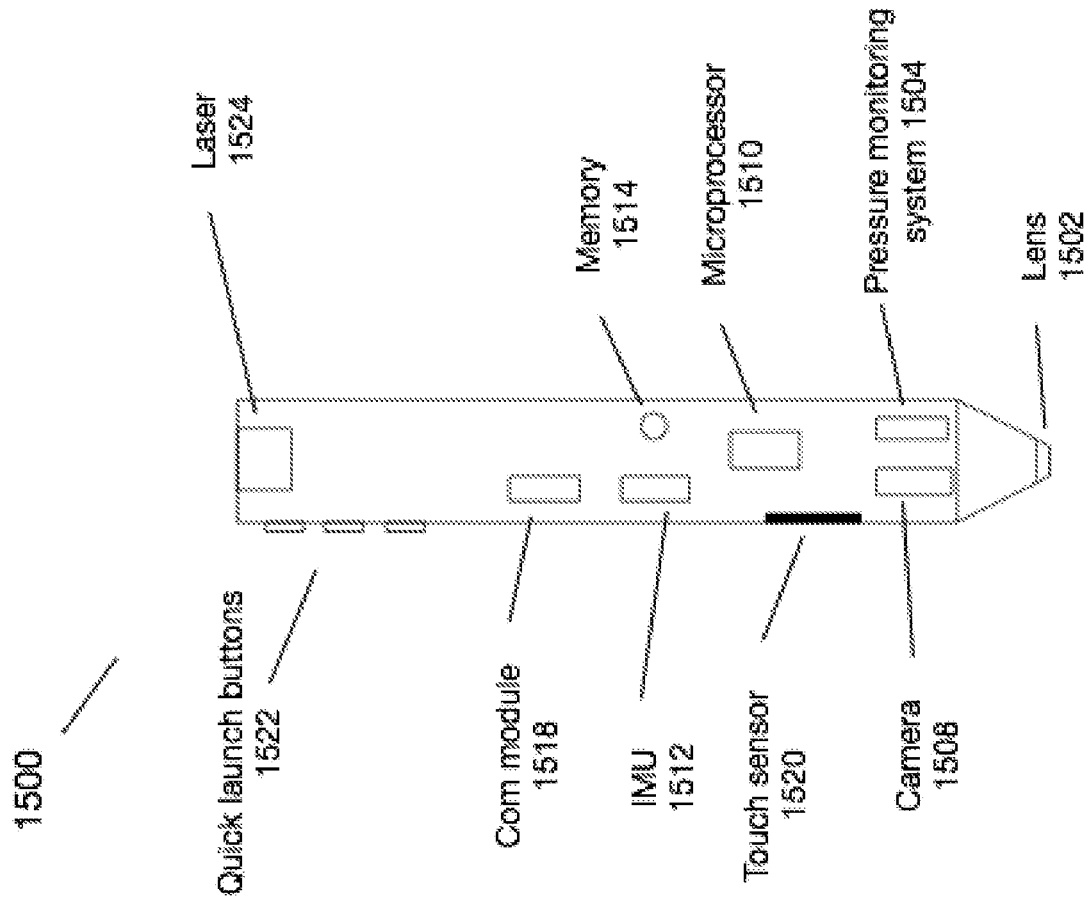 1500
Quick launch buttons
1522
Laser
1524
Com module
1518
Memory
1514
IMU
1512
Microprocessor
1510
Touch sensor
1520
Pressure monitoring
system 1504
Camera
1508
Lens
1502